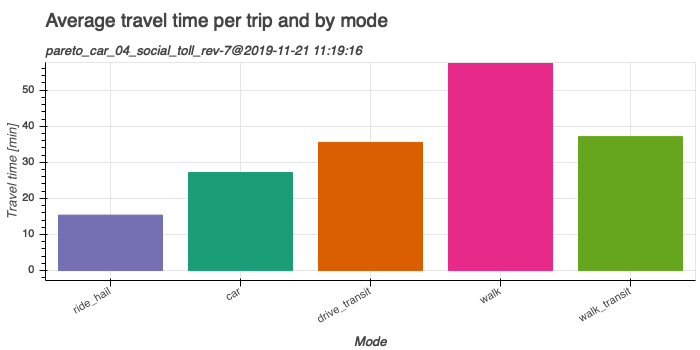 Average travel time per trip and by mode
pareto_car_04_social_toll_rev-7@2019-11-21 11:19:16
Travel time [min]
50
40
30
20
10
0
ride_hail
car
drive_transit
walk
walk_transit
Mode